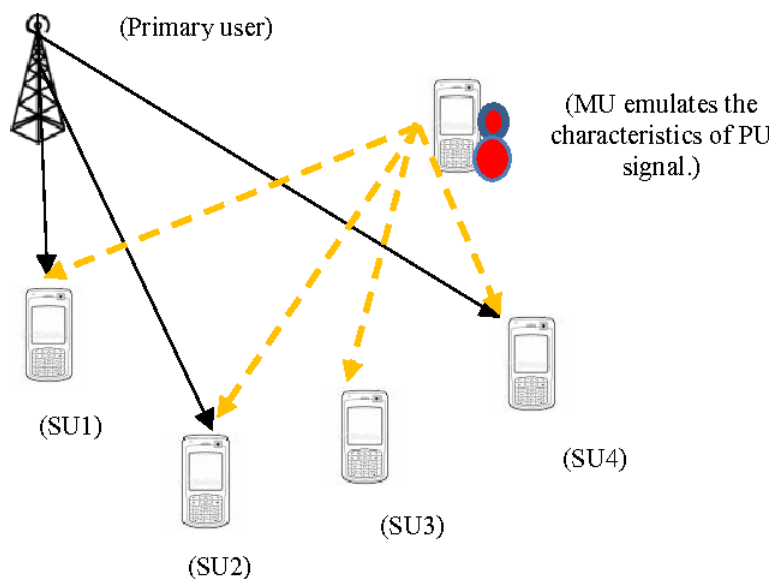 (Primary user)
(MU emulates the
characteristics of PU
signal.)
(SU1)
(SU2)
(SU3)
(SU4)